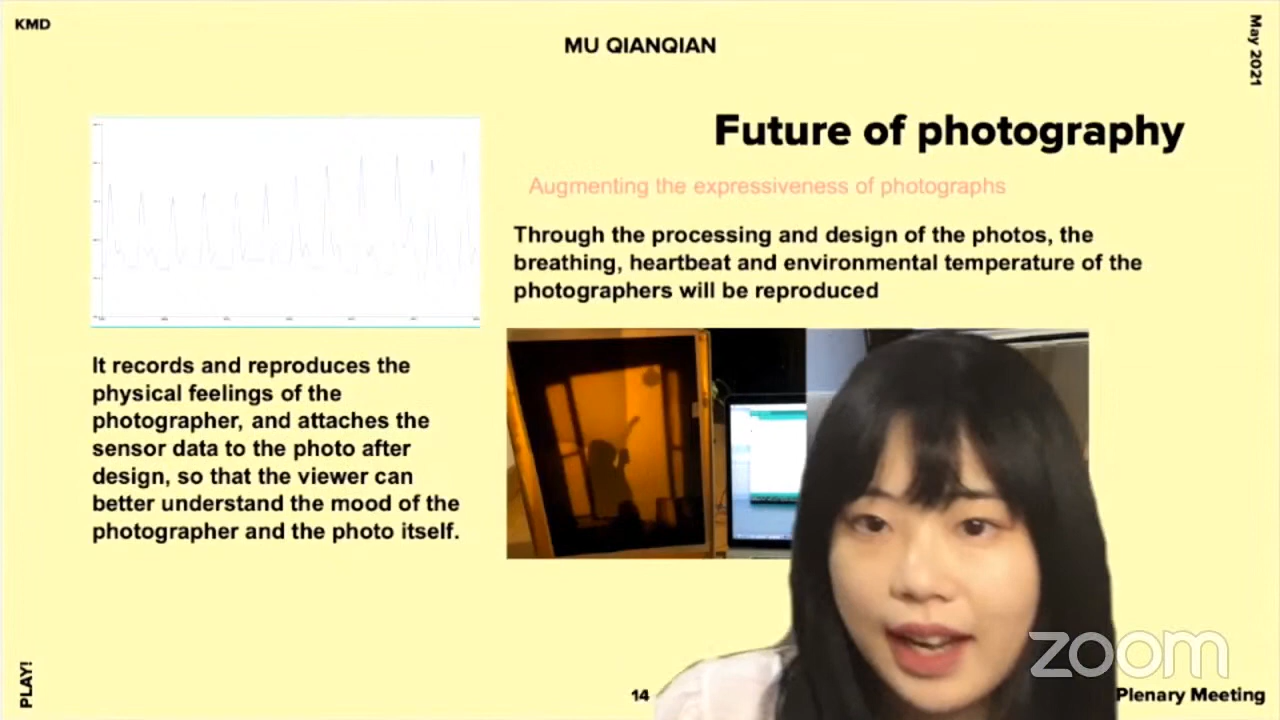 KMD
MU QIANQIAN
May 2021
Future of photography
Augmenting the expressiveness of photographs
Through the processing and design of the photos, the
breathing, heartbeat and environmental temperature of the
photographers will be reproduced
It records and reproduces the
physical feelings of the
photographer, and attaches the
sensor data to the photo after
design, so that the viewer can
better understand the mood of the
photographer and the photo itself.
zoom
PLAY!
14
Plenary Meeting